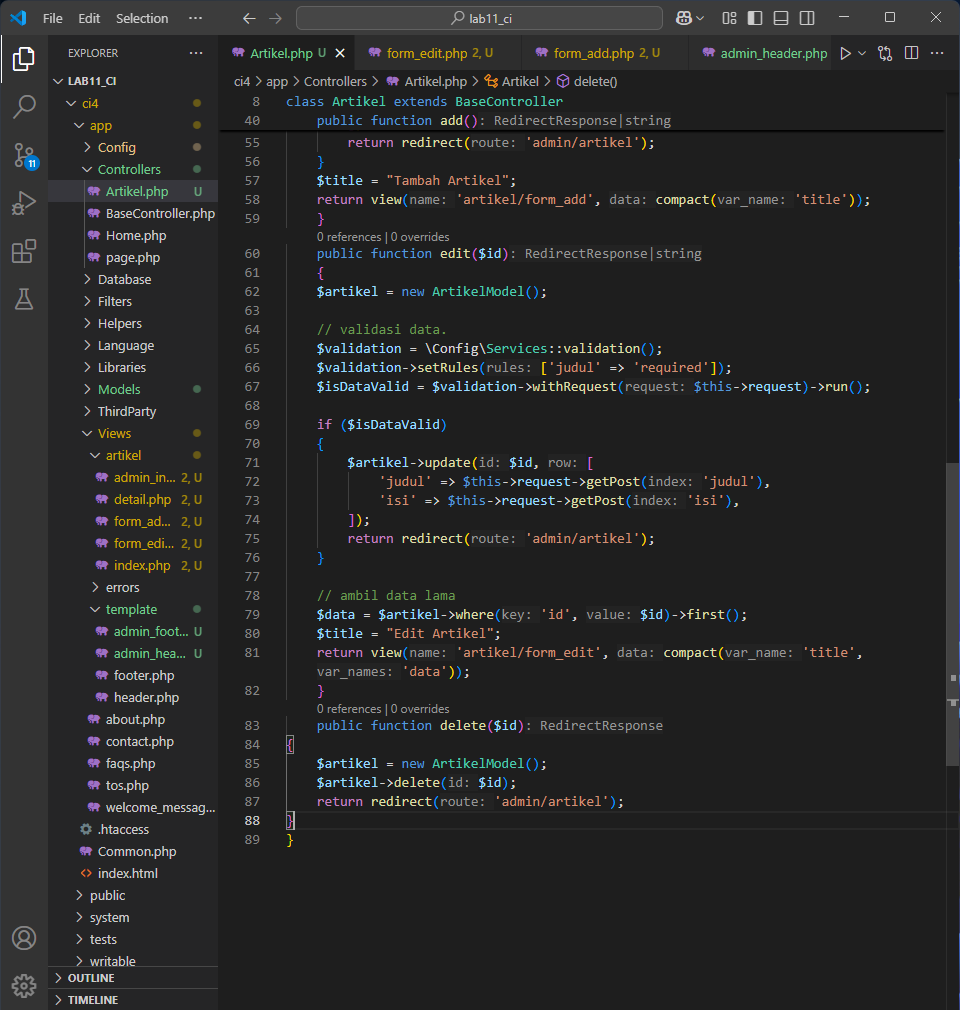 File Edit Selection ··· lab11_ci
EXPLORER ···
LAB11_CI
ci4
app
Config
Controllers
Artikel.php U
BaseController.php
Home.php
page.php
Database
Filters
Helpers
Language
Libraries
Models
ThirdParty
Views
artikel
admin_in... 2, U
detail.php 2, U
form_ad... 2, U
form_edi... 2, U
index.php 2, U
errors
template
admin_foot... U
admin_hea... U
footer.php
header.php
about.php
contact.php
faqs.php
tos.php
welcome_messag...
.htaccess
Common.php
index.html
public
system
tests
writable
OUTLINE
TIMELINE
11
Artikel.php U form_edit.php 2, U form_add.php 2, U admin_header.php ···
ci4 > app > Controllers > Artikel.php > Artikel > delete()
8 class Artikel extends BaseController
40 public function add(): RedirectResponse|string
55 return redirect(route: 'admin/artikel');
56 }
57 $title = "Tambah Artikel";
58 return view(name: 'artikel/form_add', data: compact(var_name: 'title'));
59 }
0 references | 0 overrides
60 public function edit($id): RedirectResponse|string
61 {
62 $artikel = new ArtikelModel();
63
64 // validasi data.
65 $validation = \Config\Services::validation();
66 $validation->setRules(rules: ['judul' => 'required']);
67 $isDataValid = $validation->withRequest(request: $this->request)->run();
68
69 if ($isDataValid)
70 {
71 $artikel->update(id: $id, row: [
72 'judul' => $this->request->getPost(index: 'judul'),
73 'isi' => $this->request->getPost(index: 'isi'),
74 ]);
75 return redirect(route: 'admin/artikel');
76 }
77
78 // ambil data lama
79 $data = $artikel->where(key: 'id', value: $id)->first();
80 $title = "Edit Artikel";
81 return view(name: 'artikel/form_edit', data: compact(var_name: 'title',
var_names: 'data'));
82 }
0 references | 0 overrides
83 public function delete($id): RedirectResponse
84 {
85 $artikel = new ArtikelModel();
86 $artikel->delete(id: $id);
87 return redirect(route: 'admin/artikel');
88 }
89 }